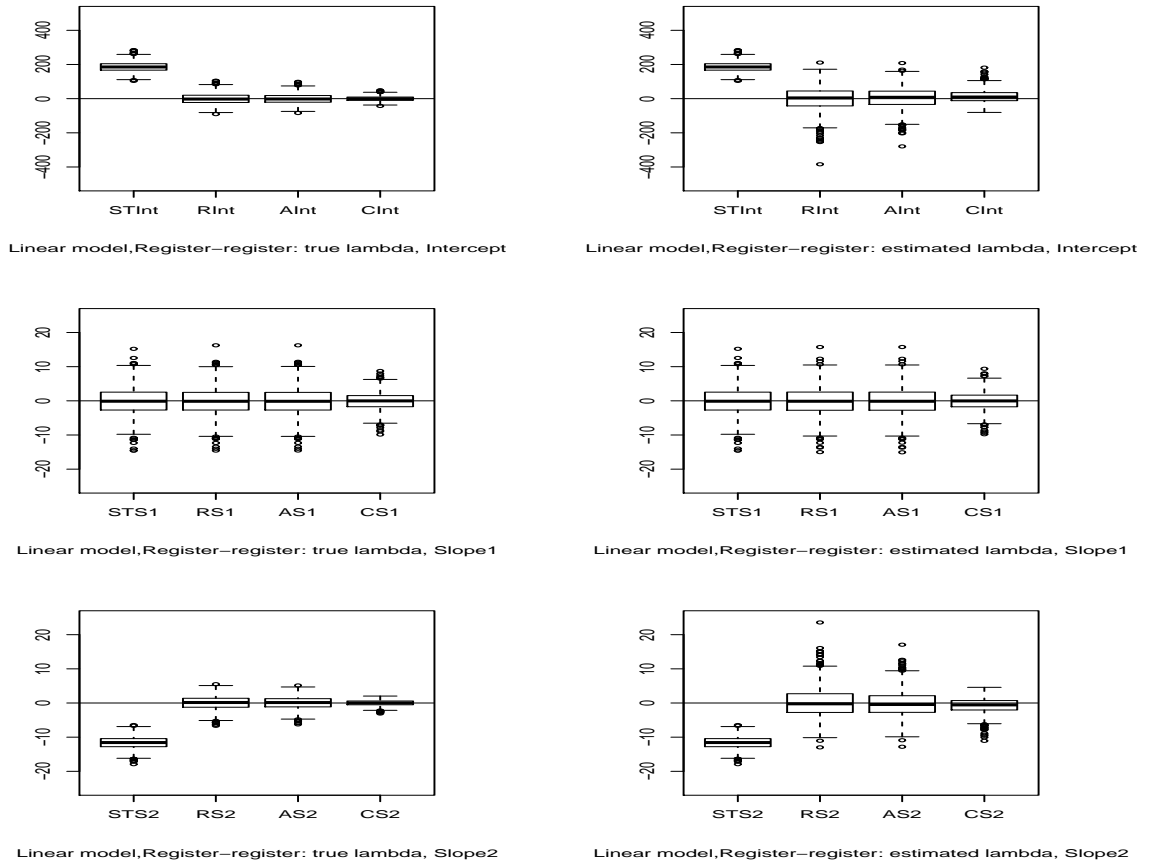 400
200
0
−200
−400
STInt RInt AInt CInt
Linear model,Register−register: true lambda, Intercept
400
200
0
−200
−400
STInt RInt AInt CInt
Linear model,Register−register: estimated lambda, Intercept
20
10
0
−10
−20
STS1 RS1 AS1 CS1
Linear model,Register−register: true lambda, Slope1
20
10
0
−10
−20
STS1 RS1 AS1 CS1
Linear model,Register−register: estimated lambda, Slope1
20
10
0
−10
−20
STS2 RS2 AS2 CS2
Linear model,Register−register: true lambda, Slope2
20
10
0
−10
−20
STS2 RS2 AS2 CS2
Linear model,Register−register: estimated lambda, Slope2